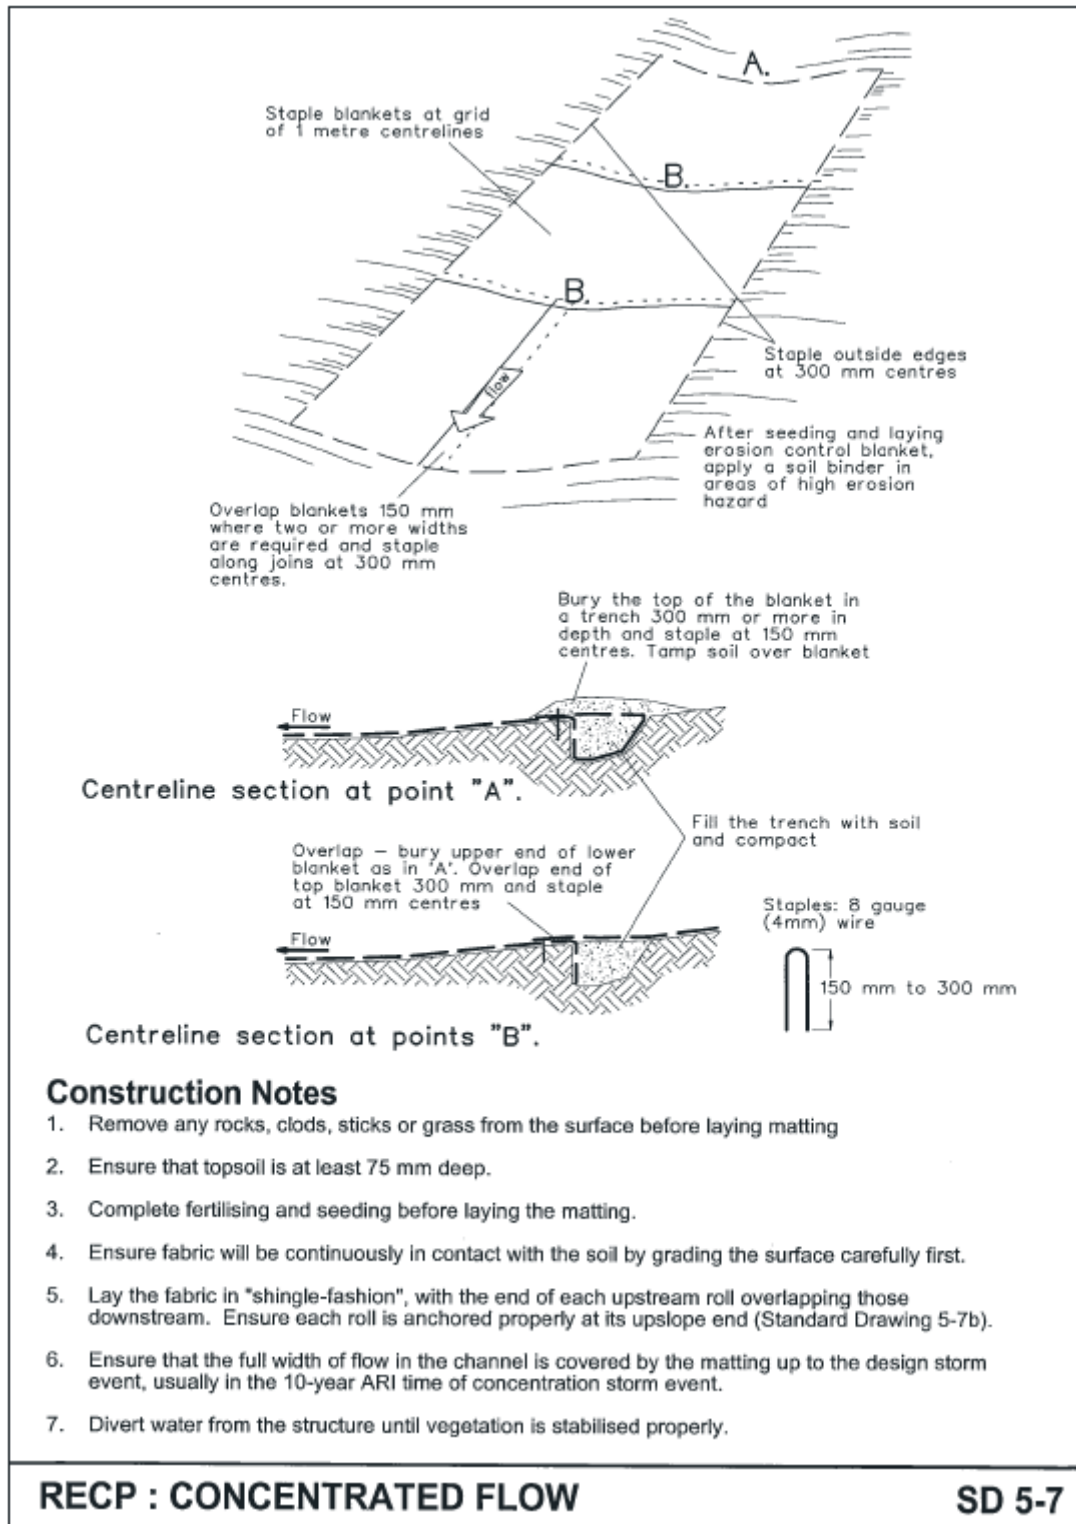 A.
Staple blankets at grid
of 1 metre centrelines
B.
B.
flow
Staple outside edges
at 300 mm centres
After seeding and laying
erosion control blanket,
apply a soil binder in
areas of high erosion
hazard
Overlap blankets 150 mm
where two or more widths
are required and staple
along joins at 300 mm
centres.
Bury the top of the blanket in
a trench 300 mm or more in
depth and staple at 150 mm
centres. Tamp soil over blanket
Flow
Centreline section at point "A".
Fill the trench with soil
and compact
Overlap – bury upper end of lower
blanket as in 'A'. Overlap end of
top blanket 300 mm and staple
at 150 mm centres
Staples: 8 gauge
(4mm) wire
Flow
150 mm to 300 mm
Centreline section at points "B".
Construction Notes
1. Remove any rocks, clods, sticks or grass from the surface before laying matting
2. Ensure that topsoil is at least 75 mm deep.
3. Complete fertilising and seeding before laying the matting.
4. Ensure fabric will be continuously in contact with the soil by grading the surface carefully first.
5. Lay the fabric in "shingle-fashion", with the end of each upstream roll overlapping those
downstream. Ensure each roll is anchored properly at its upslope end (Standard Drawing 5-7b).
6. Ensure that the full width of flow in the channel is covered by the matting up to the design storm
event, usually in the 10-year ARI time of concentration storm event.
7. Divert water from the structure until vegetation is stabilised properly.
RECP : CONCENTRATED FLOW
SD 5-7